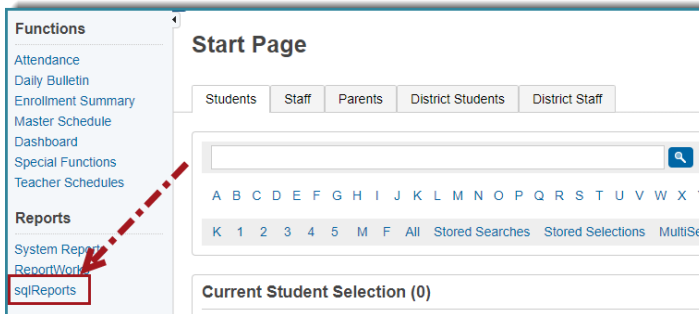 Functions
Attendance
Daily Bulletin
Enrollment Summary
Master Schedule
Dashboard
Special Functions
Teacher Schedules
Reports
System Reports
ReportWorks
sqlReports
Start Page
Students Staff Parents District Students District Staff
A B C D E F G H I J K L M N O P Q R S T U V W X
K 1 2 3 4 5 M F All Stored Searches Stored Selections MultiSe
Current Student Selection (0)